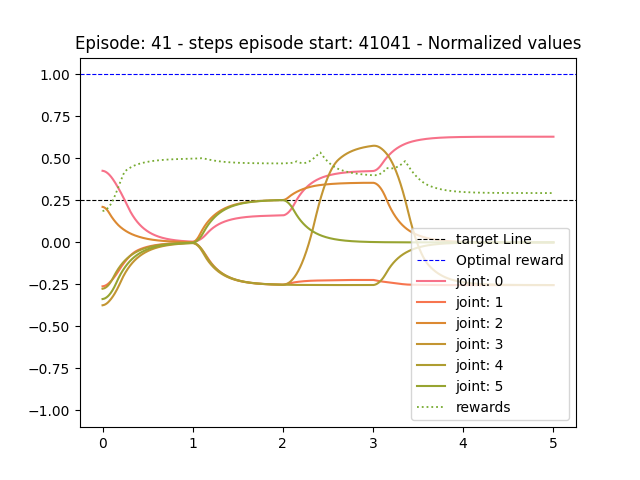 Episode: 41 - steps episode start: 41041 - Normalized values
1.00
0.75
0.50
0.25
0.00
−0.25
−0.50
−0.75
−1.00
0 1 2 3 4 5
target Line
Optimal reward
joint: 0
joint: 1
joint: 2
joint: 3
joint: 4
joint: 5
rewards